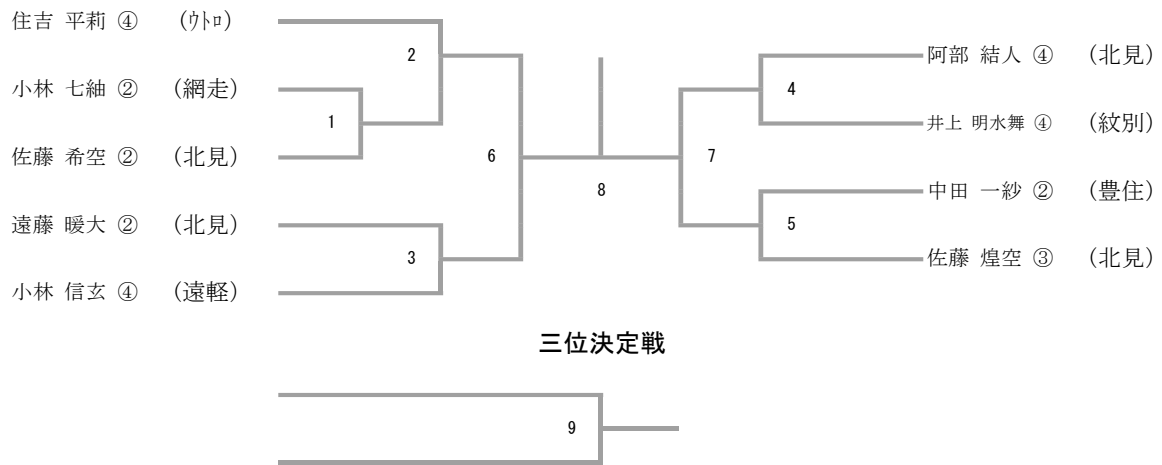 住吉 平莉 ④ (ｳﾄﾛ)
小林 七紬 ② (網走)
佐藤 希空 ② (北見)
遠藤 暖大 ② (北見)
小林 信玄 ④ (遠軽)
1
2
3
6
8
7
4
5
阿部 結人 ④ (北見)
井上 明水舞 ④ (紋別)
中田 一紗 ② (豊住)
佐藤 煌空 ③ (北見)
三位決定戦
9